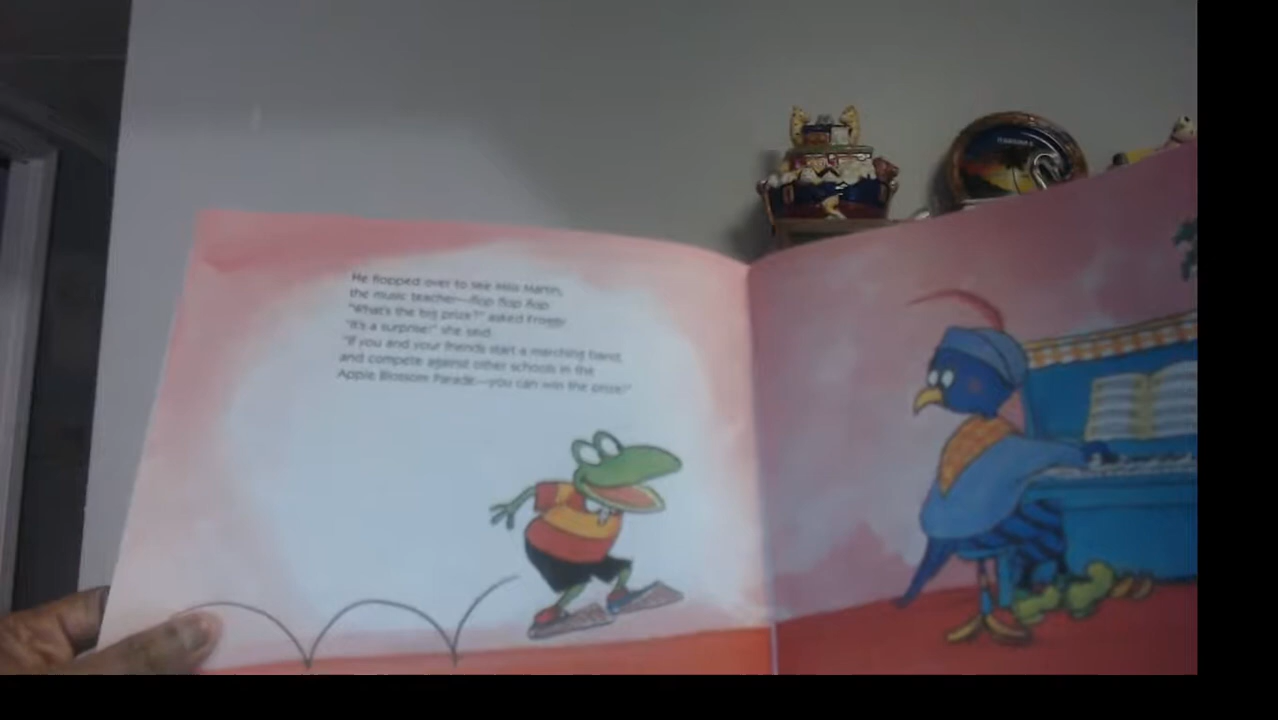 He flopped over to see Miss Martin,
the music teacher—flop flop flop.
"What's the big prize?" asked Froggy.
"It's a surprise!" she said.
"If you and your friends start a marching band,
and compete against other schools in the
Apple Blossom Parade—you can win the prize!"